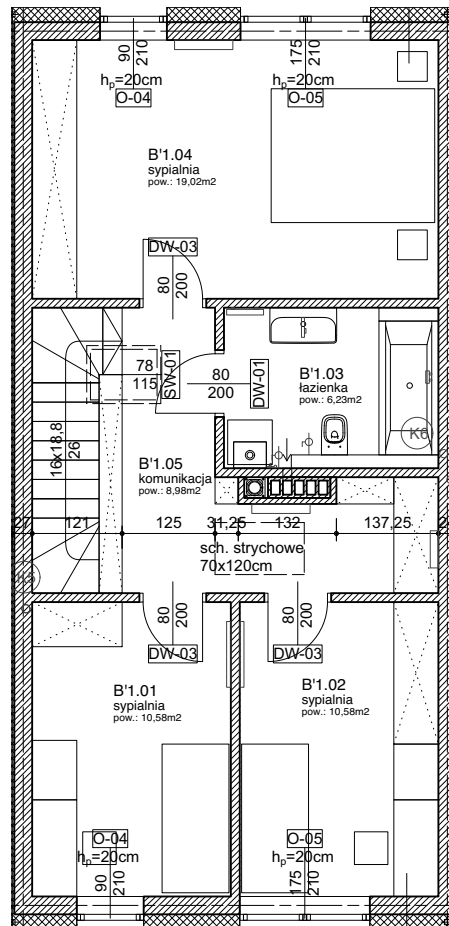 90
210
175
210
hp=20cm
hp=20cm
O-04
O-05
B'1.04
sypialnia
pow.: 19,02m2
DW-03
80
200
78
115
SW-01
80
200
DW-01
B'1.03
łazienka
pow.: 6,23m2
16x18.8
26
B'1.05
komunikacja
pow.: 8,98m2
27
121
125
31,25
132
137,25
sch. strychowe
70x120cm
80
200
80
200
DW-03
DW-03
B'1.01
sypialnia
pow.: 10,58m2
B'1.02
sypialnia
pow.: 10,58m2
O-04
O-05
hp=20cm
hp=20cm
90
210
175
210